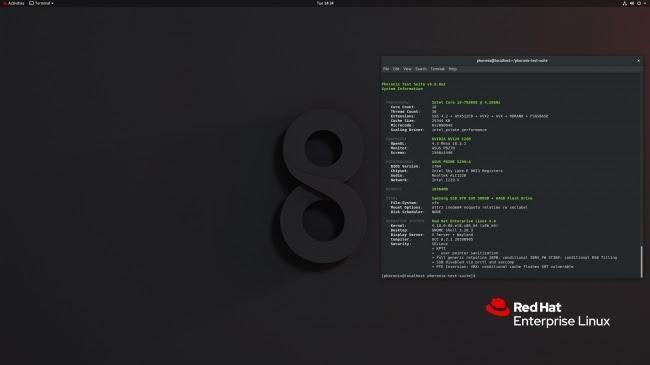 Activities Terminal Tue 14:24
phoronix@localhost:~/phoronix-test-suite
File Edit View Search Terminal Help
Phoronix Test Suite
System Information
PROCESSOR: Intel Core i9-7980XE @ 4.20GHz
Core Count: 18
Thread Count: 36
Extensions: SSE 4.2 + AVX512CD + AVX2 + AVX + RDRAND + FSGSBASE
Cache Size: 25344 KB
Microcode:
Scaling Driver: intel_pstate performance
GRAPHICS: NVIDIA NV120 12GB
OpenGL: 4.3 Mesa 18.3.1
Monitor: ASUS PB278
Screen: 2560x1440
MOTHERBOARD: ASUS PRIME X299-A
BIOS Version: 1704
Chipset: Intel Sky Lake-E DMI3 Registers
Audio: Realtek ALC1220
Network: Intel I219-V
MEMORY: 16384MB
DISK: Samsung SSD 970 EVO 500GB + 64GB Flash Drive
File-System: xfs
Mount Options: attr2 inode64 noquota relatime rw seclabel
Disk Scheduler: NONE
OPERATING SYSTEM: Red Hat Enterprise Linux 8.0
Kernel: 4.18.0-80.el8.x86_64 (x86_64)
Desktop: GNOME Shell 3.28.3
Display Server: X Server + Wayland
Compiler: GCC 8.2.1 20180905
Security: SELinux
+ KPTI
+ __user pointer sanitization
+ Full generic retpoline IBPB: conditional IBRS_FW STIBP: conditional RSB filling
+ SSB disabled via prctl and seccomp
+ PTE Inversion; VMX: conditional cache flushes SMT vulnerable
[phoronix@localhost phoronix-test-suite]$
8
Red Hat
Enterprise Linux